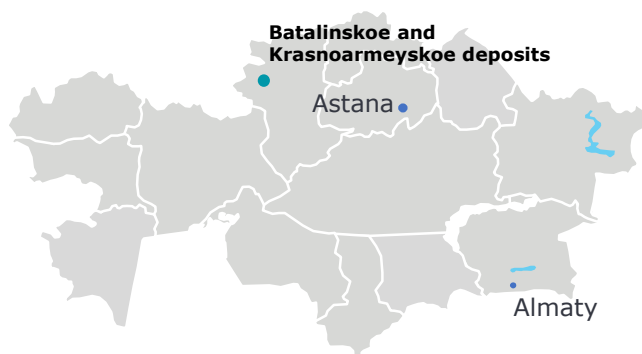 Batalinskoe and
Krasnoarmeyskoe deposits
Astana
Almaty